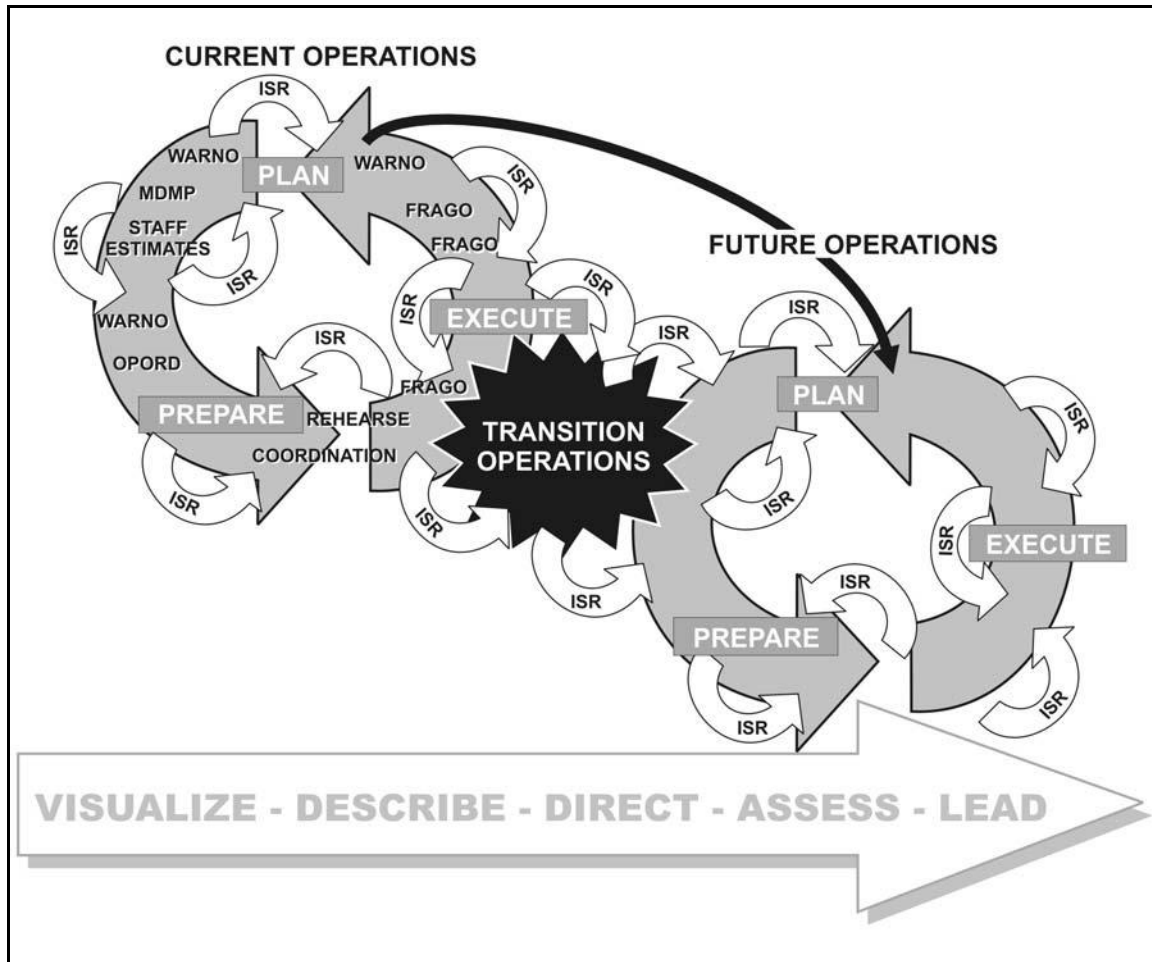 CURRENT OPERATIONS
ISR
WARNO
PLAN
WARNO
ISR
MDMP
FRAGO
STAFF
ESTIMATES
FRAGO
ISR
ISR
FUTURE OPERATIONS
ISR
ISR
EXECUTE
WARNO
ISR
ISR
ISR
OPORD
FRAGO
PLAN
PREPARE
REHEARSE
ISR
COORDINATION
TRANSITION
OPERATIONS
ISR
ISR
ISR
ISR
EXECUTE
ISR
ISR
PREPARE
ISR
ISR
VISUALIZE - DESCRIBE - DIRECT - ASSESS - LEAD